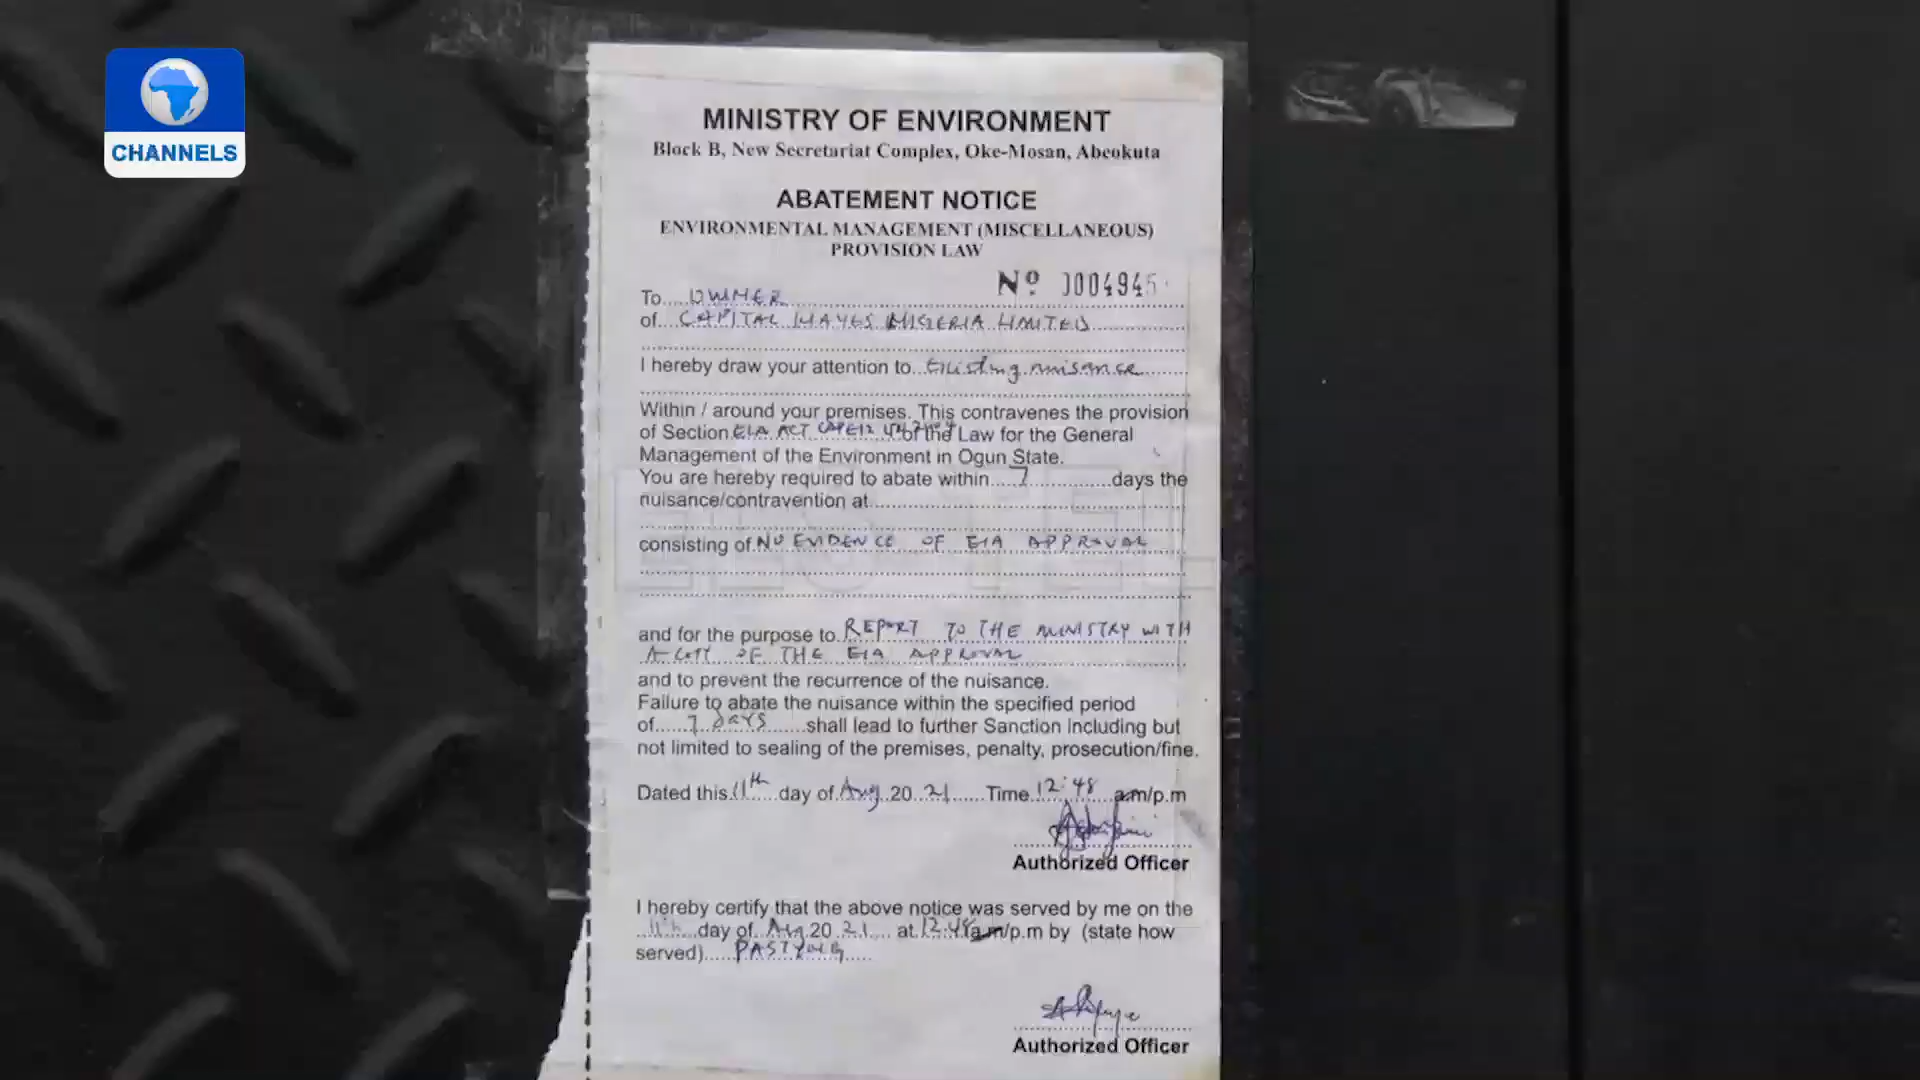 CHANNELS
MINISTRY OF ENVIRONMENT
Block B, New Secretariat Complex, Oke-Mosan, Abeokuta
ABATEMENT NOTICE
ENVIRONMENTAL MANAGEMENT (MISCELLANEOUS)
PROVISION LAW
Nº 0004945
To OWNER
of CAPITAL HAYES NIGERIA LIMITED
I hereby draw your attention to Existing nuisance
Within / around your premises. This contravenes the provision
of Section EIA ACT CAP E12 of the Law for the General
Management of the Environment in Ogun State.
You are hereby required to abate within 7 days the
nuisance/contravention at
consisting of NO EVIDENCE OF EIA APPROVAL
and for the purpose to REPORT TO THE MINISTRY WITH
A COPY OF THE EIA APPROVAL
and to prevent the recurrence of the nuisance.
Failure to abate the nuisance within the specified period
of 7 DAYS shall lead to further Sanction Including but
not limited to sealing of the premises, penalty, prosecution/fine.
Dated this 11th day of Aug 20 21 Time 12:48 a.m/p.m
Authorized Officer
I hereby certify that the above notice was served by me on the
11th day of Aug 20 21 at 12:48 a.m/p.m by (state how
served) PASTING
Authorized Officer